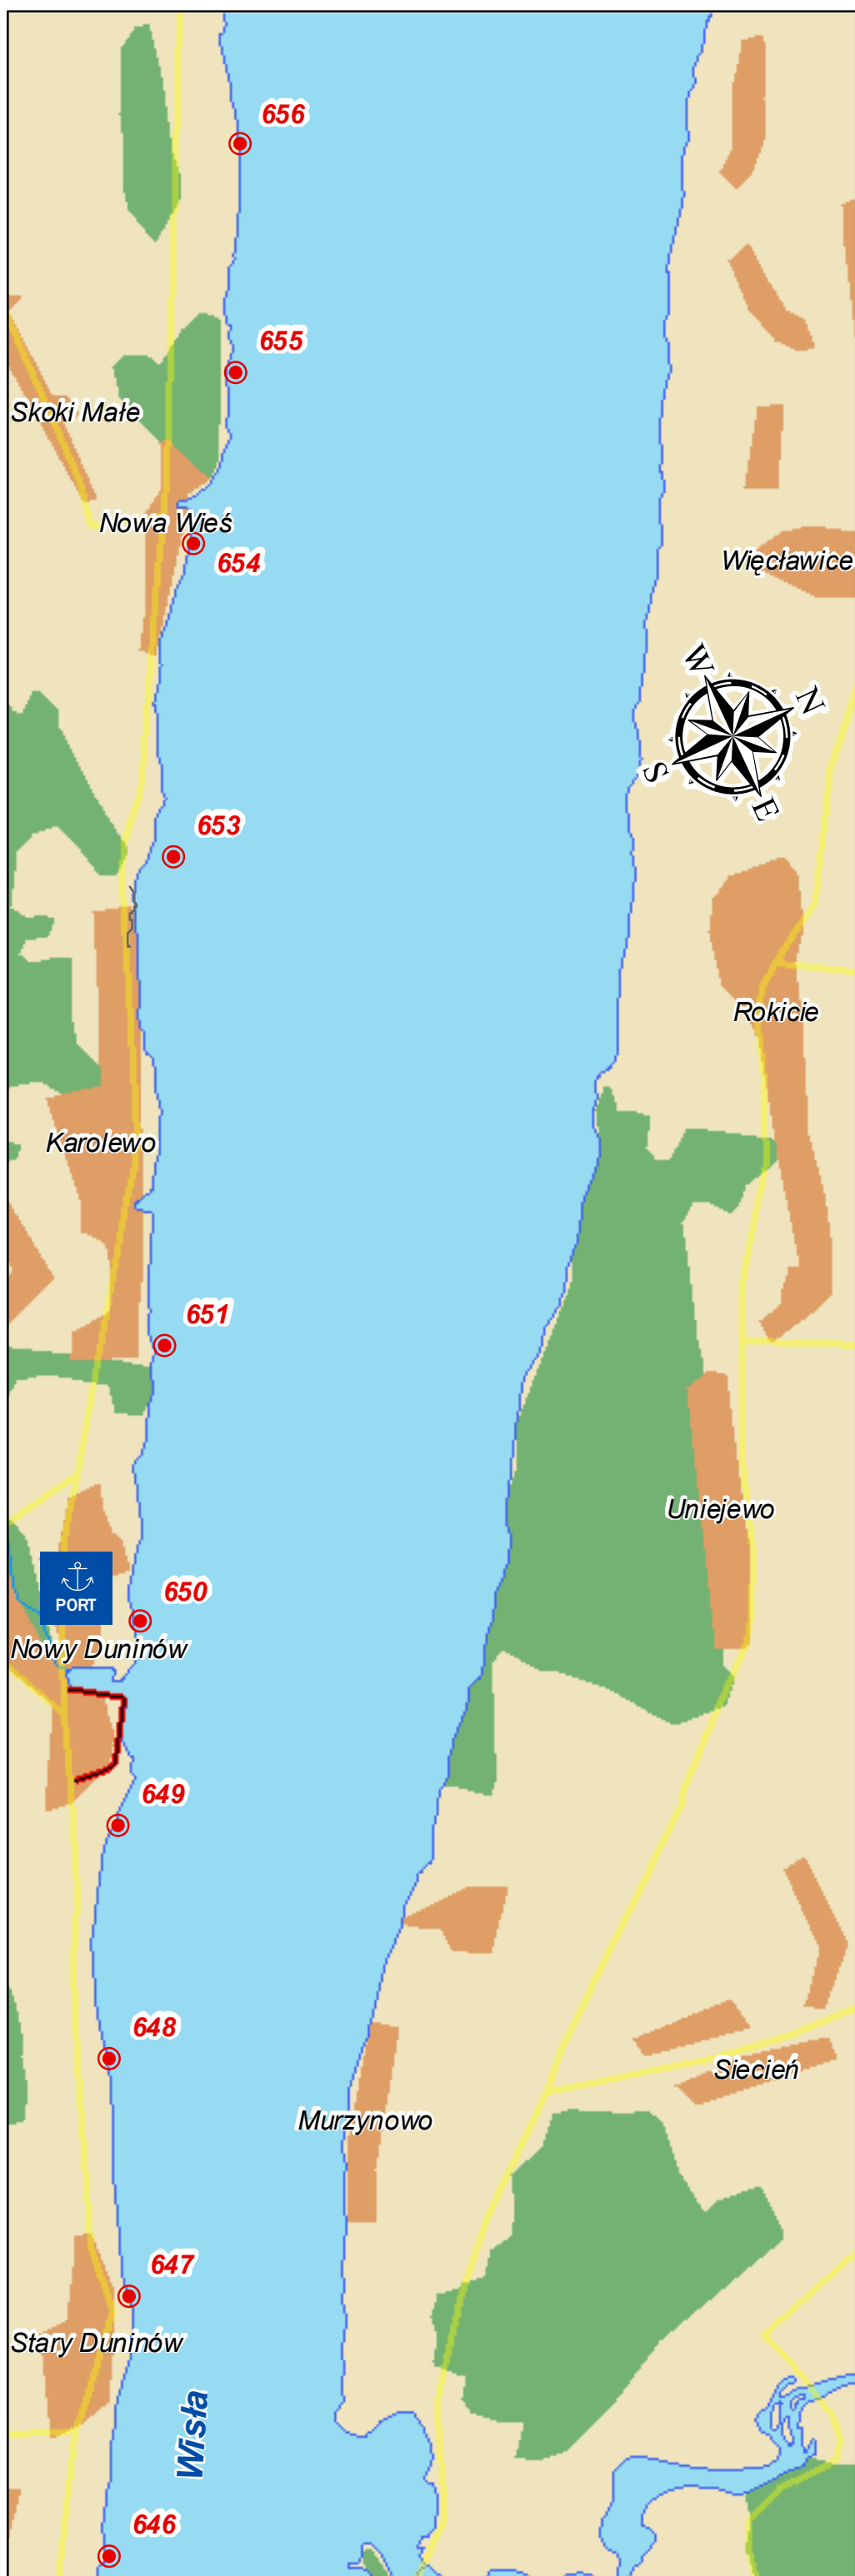 656
655
Skoki Małe
Nowa Wieś
654
Więcławice
W
N
S
E
653
Rokicie
Karolewo
651
Uniejewo
PORT
650
Nowy Duninów
649
648
Siecień
Murzynowo
647
Stary Duninów
Wisła
646